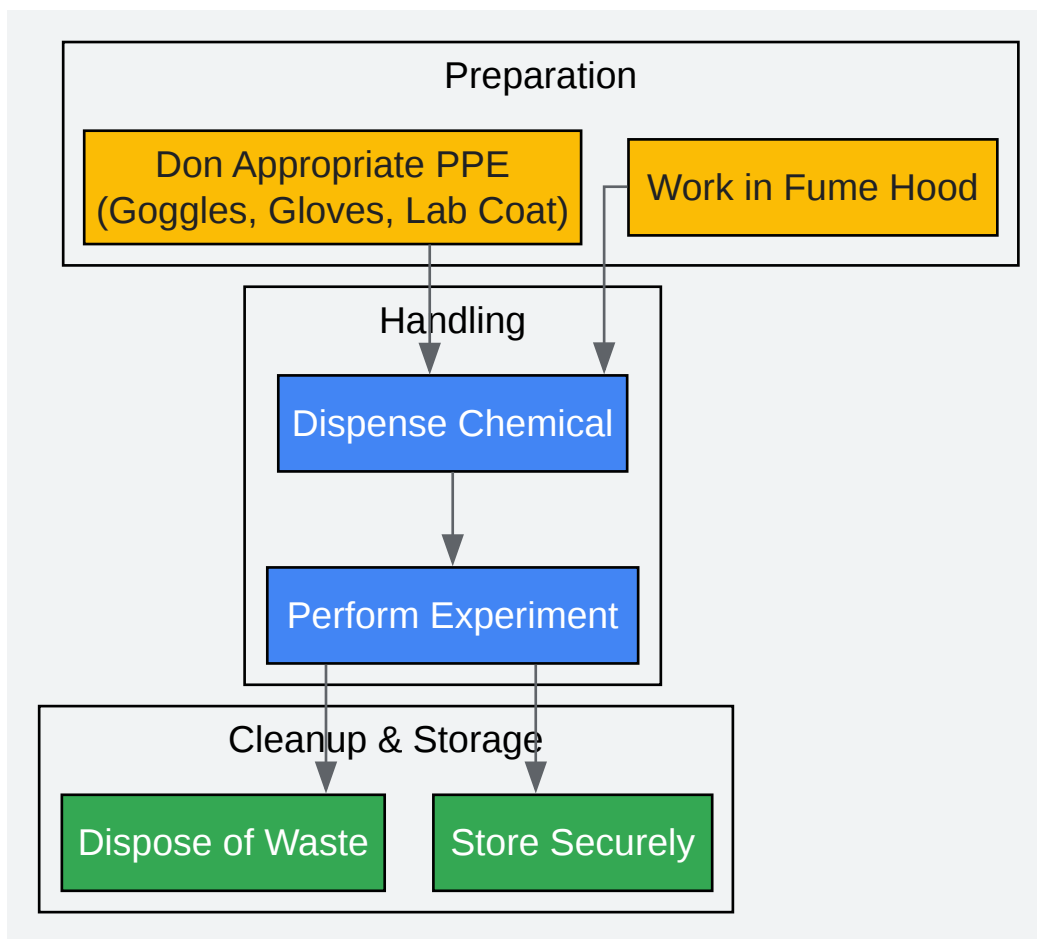 Preparation
Don Appropriate PPE
(Goggles, Gloves, Lab Coat)
Work in Fume Hood
Handling
Dispense Chemical
Perform Experiment
Cleanup & Storage
Dispose of Waste
Store Securely